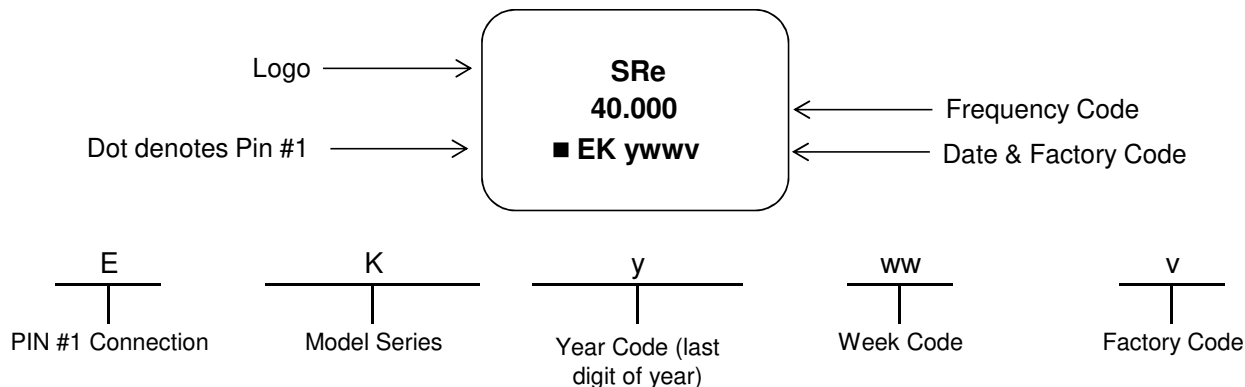 Logo
SRe
40.000
Frequency Code
Dot denotes Pin #1
■ EK ywwv
Date & Factory Code
E
K
y
ww
v
PIN #1 Connection
Model Series
Year Code (last
digit of year)
Week Code
Factory Code